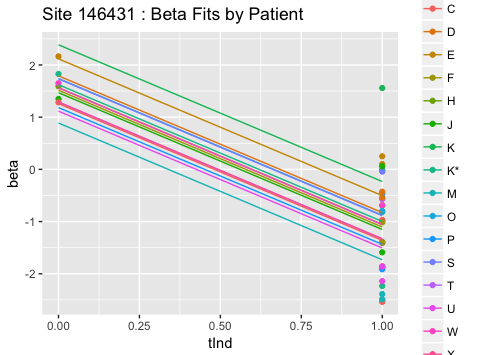 Site 146431 : Beta Fits by Patient
beta
2
1
0
-1
-2
0.00
0.25
0.50
0.75
1.00
tInd
C
D
E
F
H
J
K
K*
M
O
P
S
T
U
W